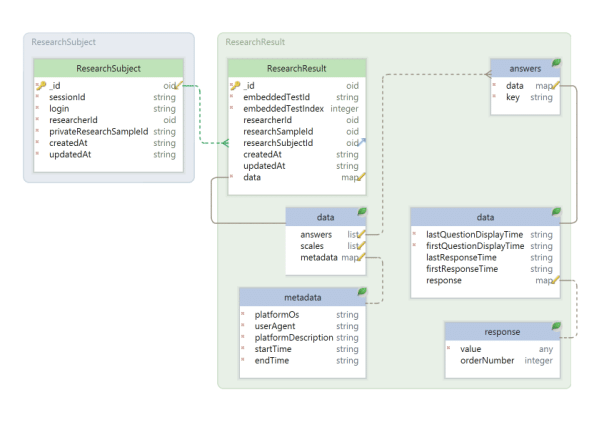 ResearchSubject
ResearchSubject
_id oid
sessionId string
login string
researcherId oid
privateResearchSampleId string
createdAt string
updatedAt string
ResearchResult
ResearchResult
_id oid
embeddedTestId string
embeddedTestIndex integer
researcherId oid
researchSampleId oid
researchSubjectId oid
createdAt string
updatedAt string
data map
answers
data map
key string
data
answers list
scales list
metadata map
data
lastQuestionDisplayTime string
firstQuestionDisplayTime string
lastResponseTime string
firstResponseTime string
response map
metadata
platformOs string
userAgent string
platformDescription string
startTime string
endTime string
response
value any
orderNumber integer